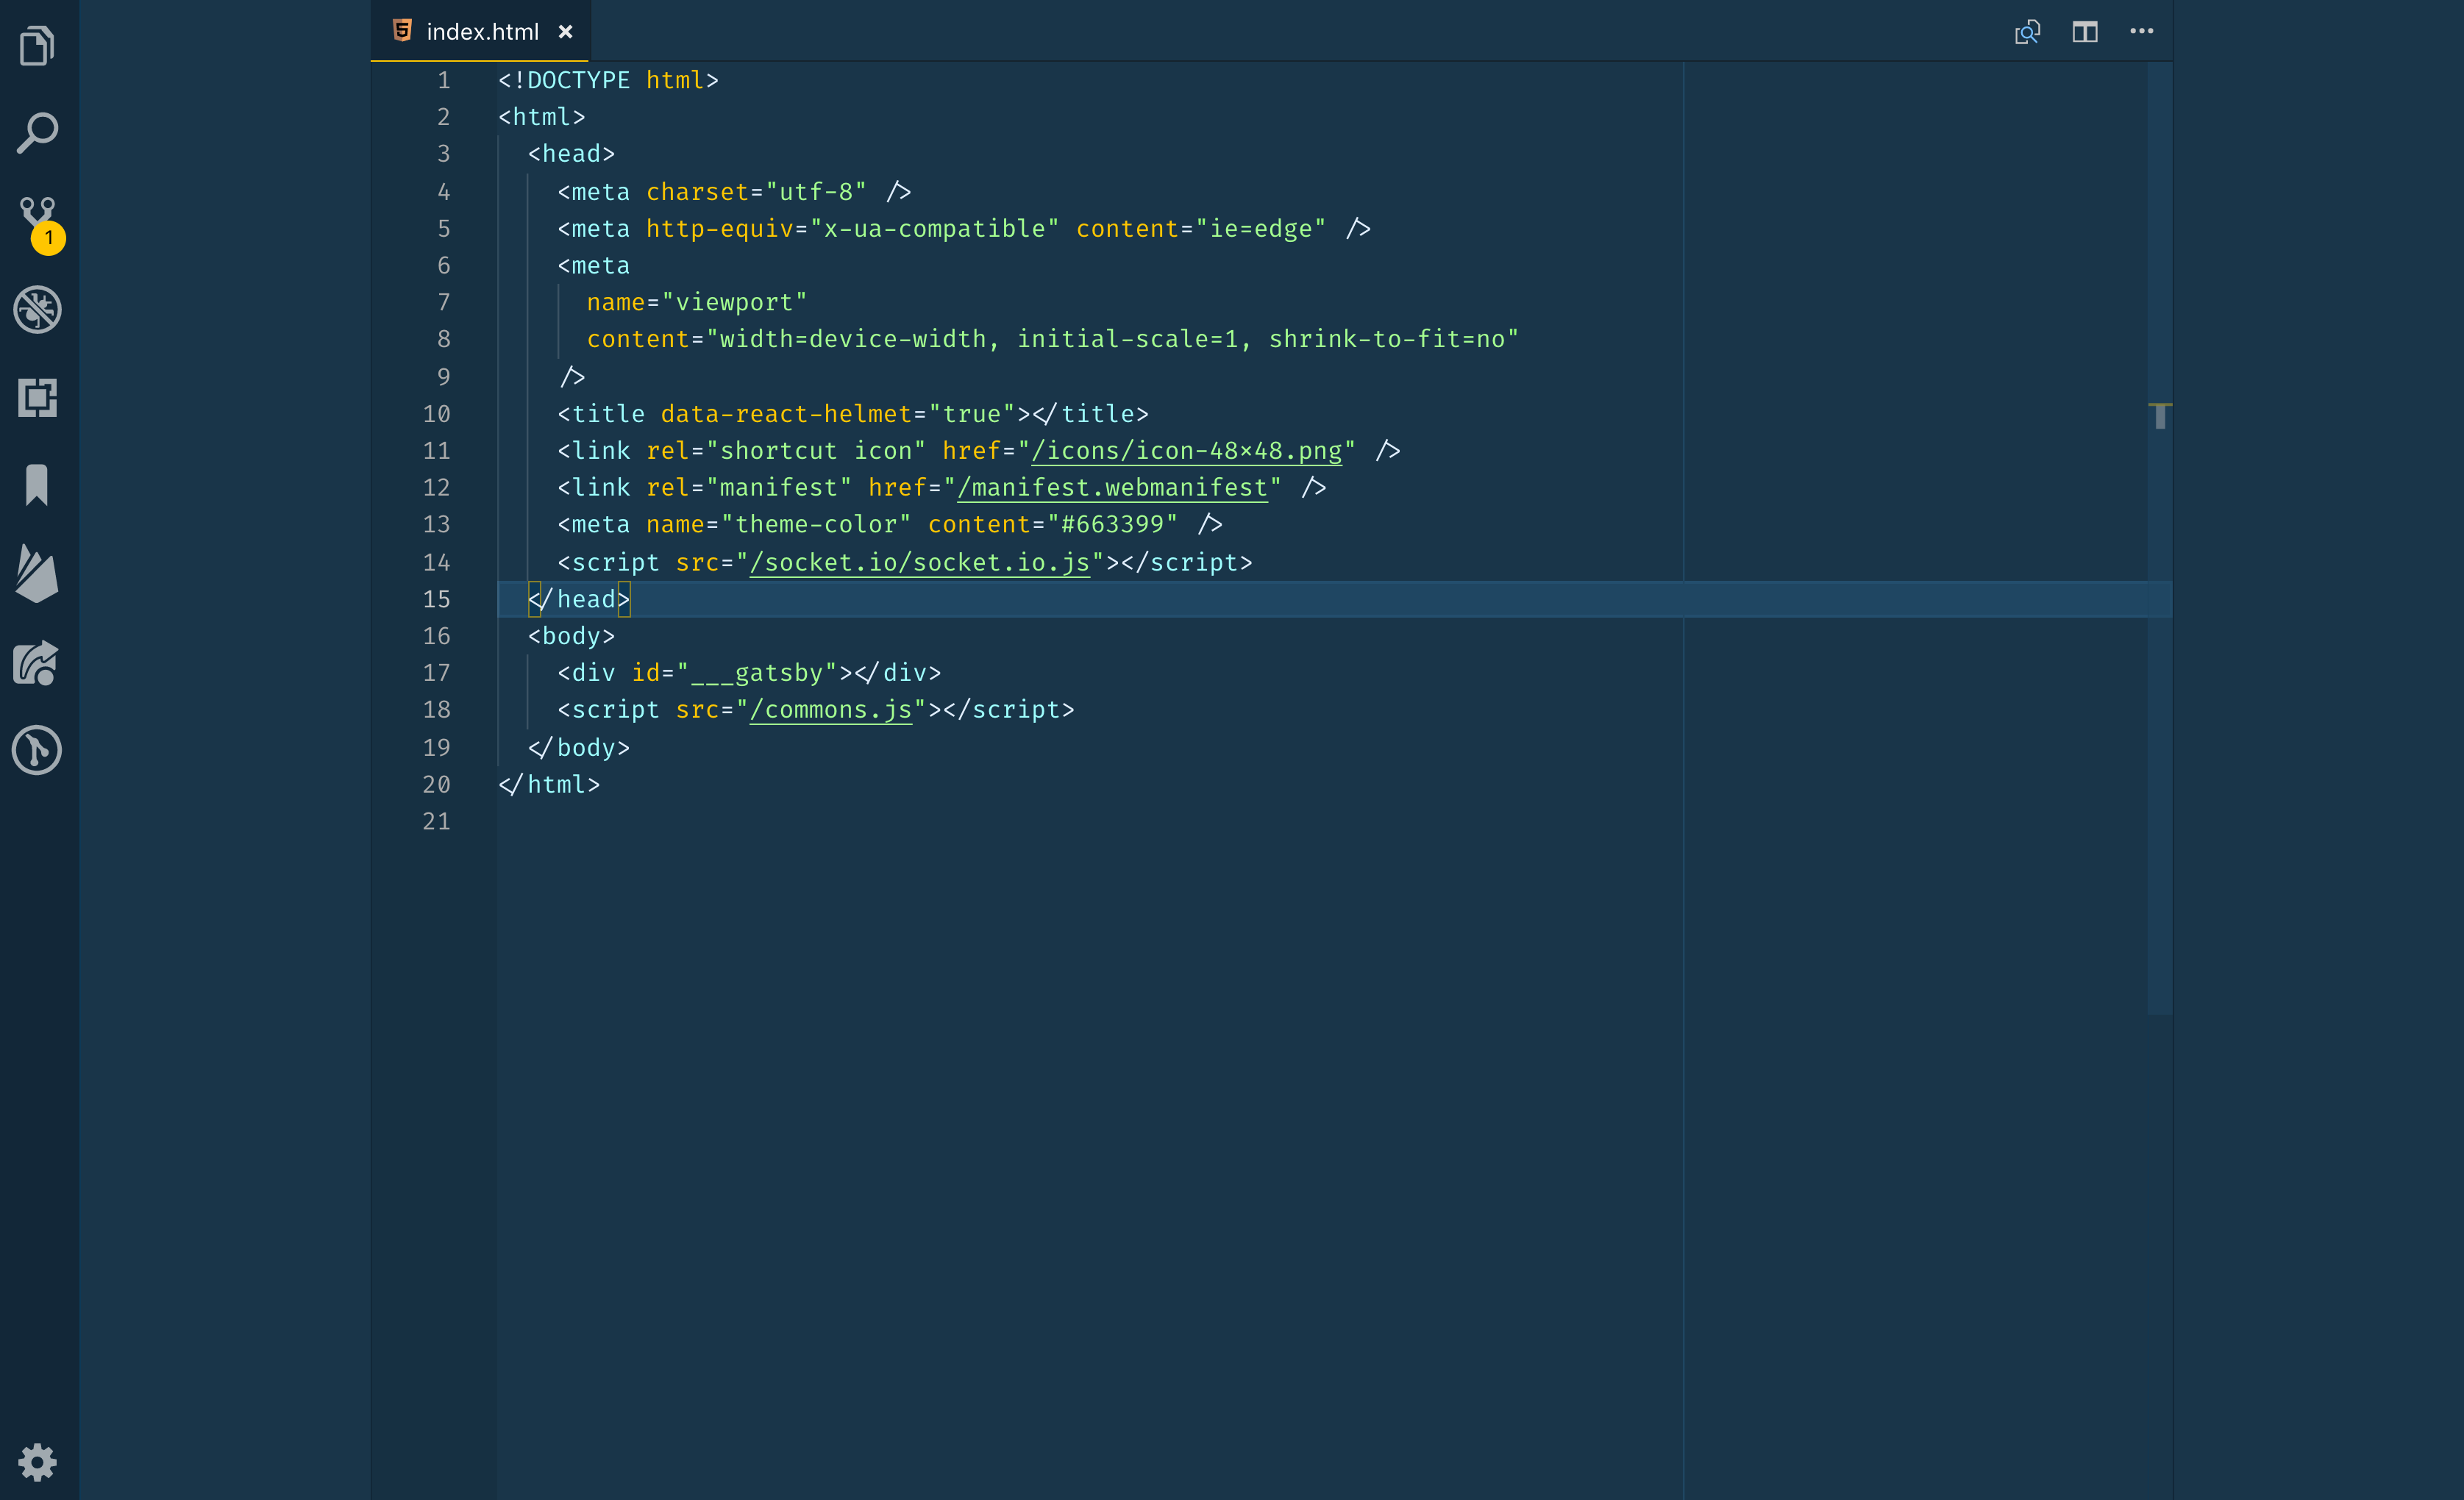 index.html ×
1
1 <!DOCTYPE html>
2 <html>
3   <head>
4     <meta charset="utf-8" />
5     <meta http-equiv="x-ua-compatible" content="ie=edge" />
6     <meta
7       name="viewport"
8       content="width=device-width, initial-scale=1, shrink-to-fit=no"
9     />
10     <title data-react-helmet="true"></title>
11     <link rel="shortcut icon" href="/icons/icon-48×48.png" />
12     <link rel="manifest" href="/manifest.webmanifest" />
13     <meta name="theme-color" content="#663399" />
14     <script src="/socket.io/socket.io.js"></script>
15   </head>
16   <body>
17     <div id="___gatsby"></div>
18     <script src="/commons.js"></script>
19   </body>
20 </html>
21